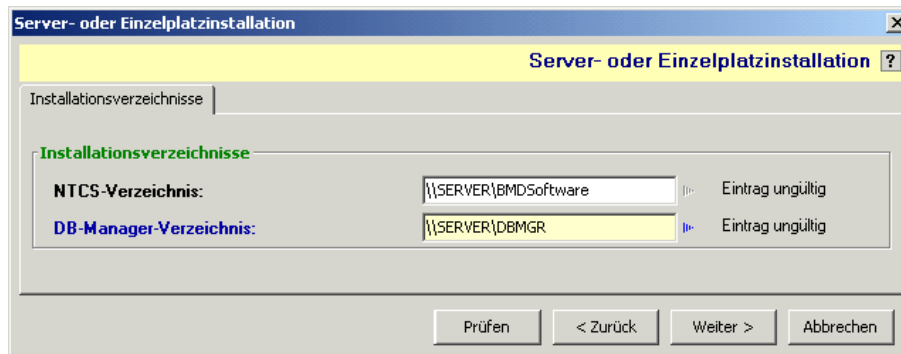 Server- oder Einzelplatzinstallation
Server- oder Einzelplatzinstallation ?
Installationsverzeichnisse
Installationsverzeichnisse
NTCS-Verzeichnis: \\SERVER\BMDSoftware Eintrag ungültig
DB-Manager-Verzeichnis: \\SERVER\DBMGR Eintrag ungültig
Prüfen < Zurück Weiter > Abbrechen